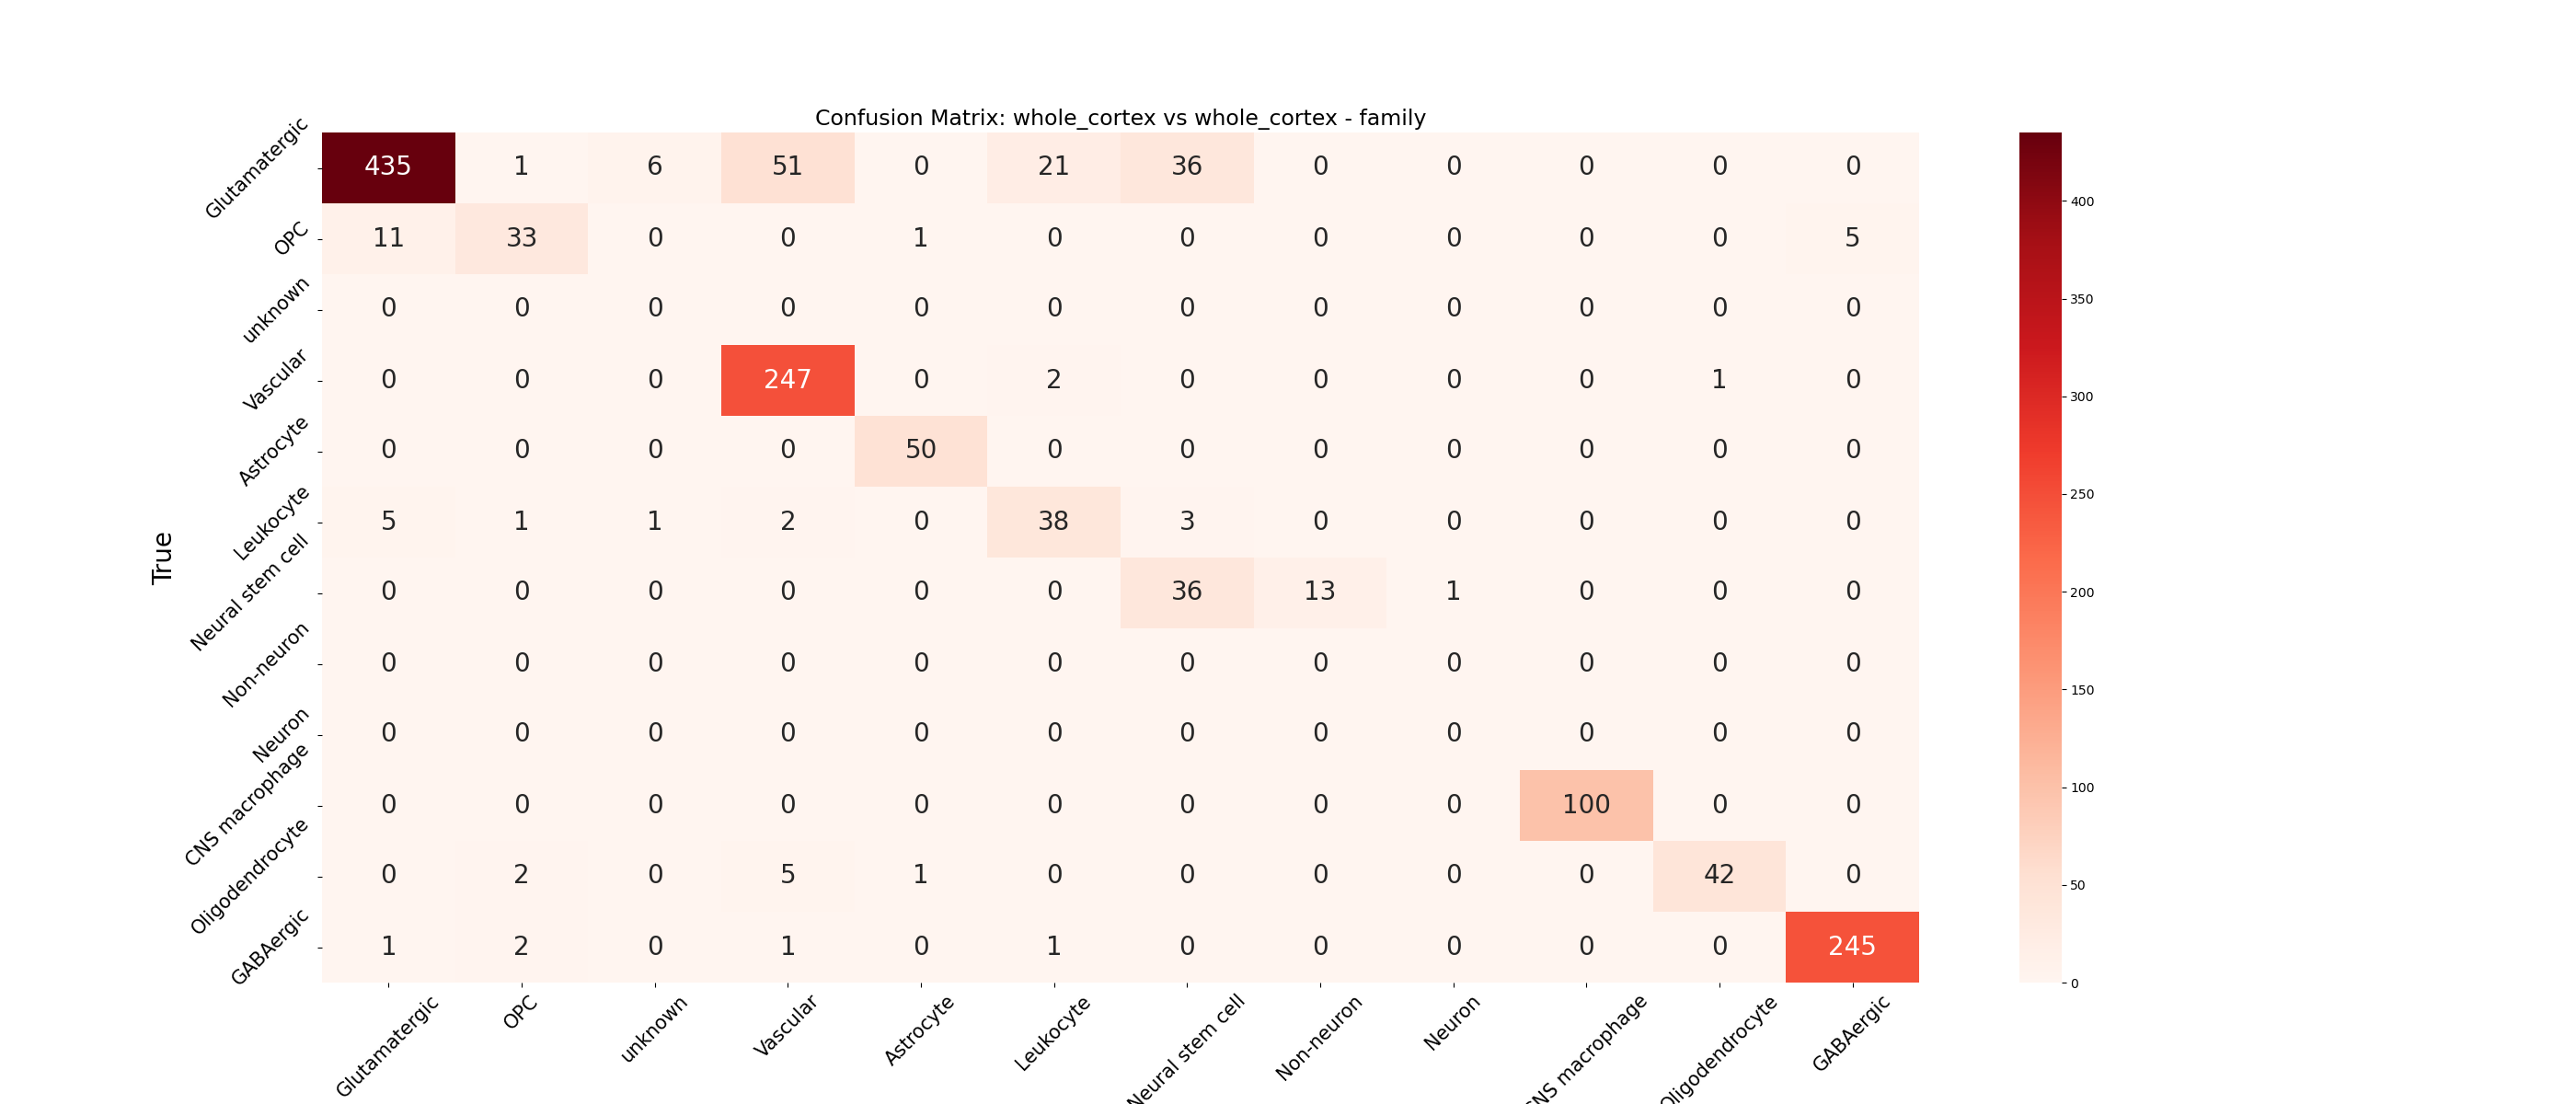 Confusion Matrix: whole_cortex vs whole_cortex - family
True
Glutamatergic 435 1 6 51 0 21 36 0 0 0 0 0
OPC 11 33 0 0 1 0 0 0 0 0 0 5
unknown 0 0 0 0 0 0 0 0 0 0 0 0
Vascular 0 0 0 247 0 2 0 0 0 0 1 0
Astrocyte 0 0 0 0 50 0 0 0 0 0 0 0
Leukocyte 5 1 1 2 0 38 3 0 0 0 0 0
Neural stem cell 0 0 0 0 0 0 36 13 1 0 0 0
Non-neuron 0 0 0 0 0 0 0 0 0 0 0 0
Neuron 0 0 0 0 0 0 0 0 0 0 0 0
CNS macrophage 0 0 0 0 0 0 0 0 0 100 0 0
Oligodendrocyte 0 2 0 5 1 0 0 0 0 0 42 0
GABAergic 1 2 0 1 0 1 0 0 0 0 0 245
Glutamatergic OPC unknown Vascular Astrocyte Leukocyte Neural stem cell Non-neuron Neuron CNS macrophage Oligodendrocyte GABAergic
400
350
300
250
200
150
100
50
0